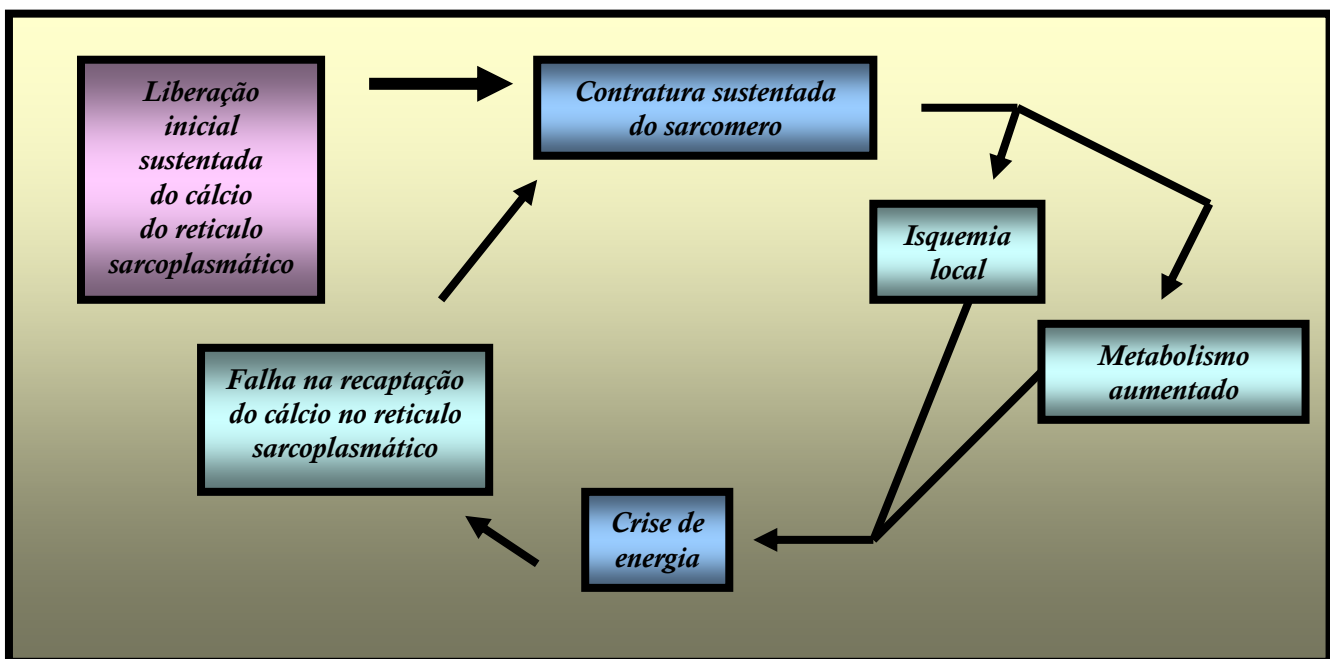 Liberação
inicial
sustentada
do cálcio
do reticulo
sarcoplasmático
Contratura sustentada
do sarcomero
Isquemia
local
Metabolismo
aumentado
Falha na recaptação
do cálcio no reticulo
sarcoplasmático
Crise de
energia